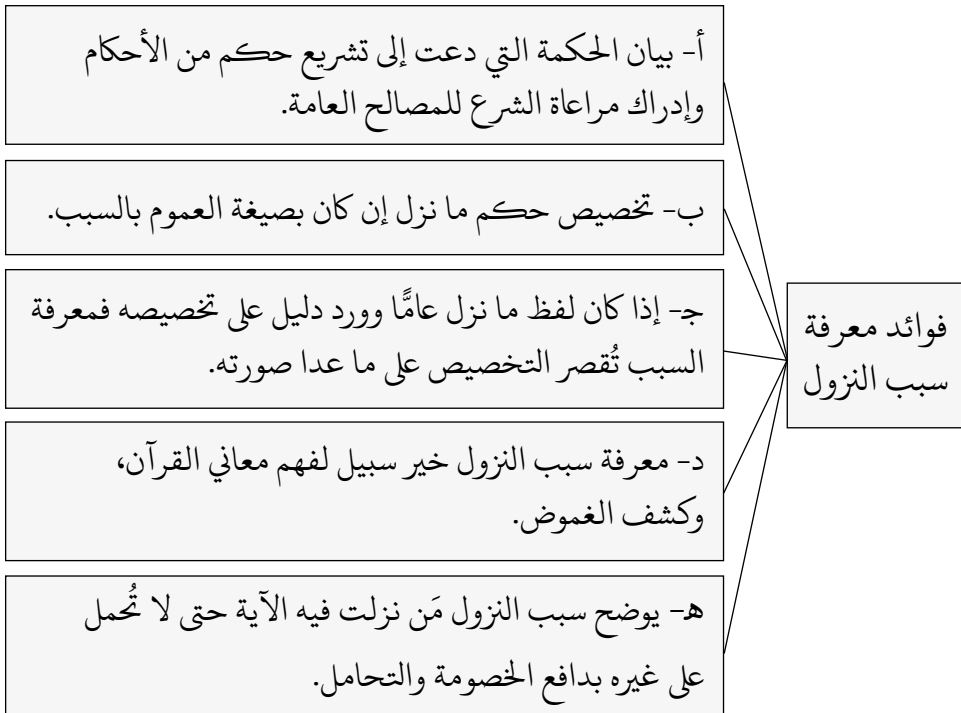 فوائد معرفة
سبب النزول
أ- بيان الحكمة التي دعت إلى تشريع حكم من الأحكام
وإدراك مراعاة الشرع للمصالح العامة.
ب- تخصيص حكم ما نزل إن كان بصيغة العموم بالسبب.
جـ- إذا كان لفظ ما نزل عامًّا وورد دليل على تخصيصه فمعرفة
السبب تُقصر التخصيص على ما عدا صورته.
د- معرفة سبب النزول خير سبيل لفهم معاني القرآن،
وكشف الغموض.
هـ- يوضح سبب النزول مَن نزلت فيه الآية حتى لا تُحمل
على غيره بدافع الخصومة والتحامل.